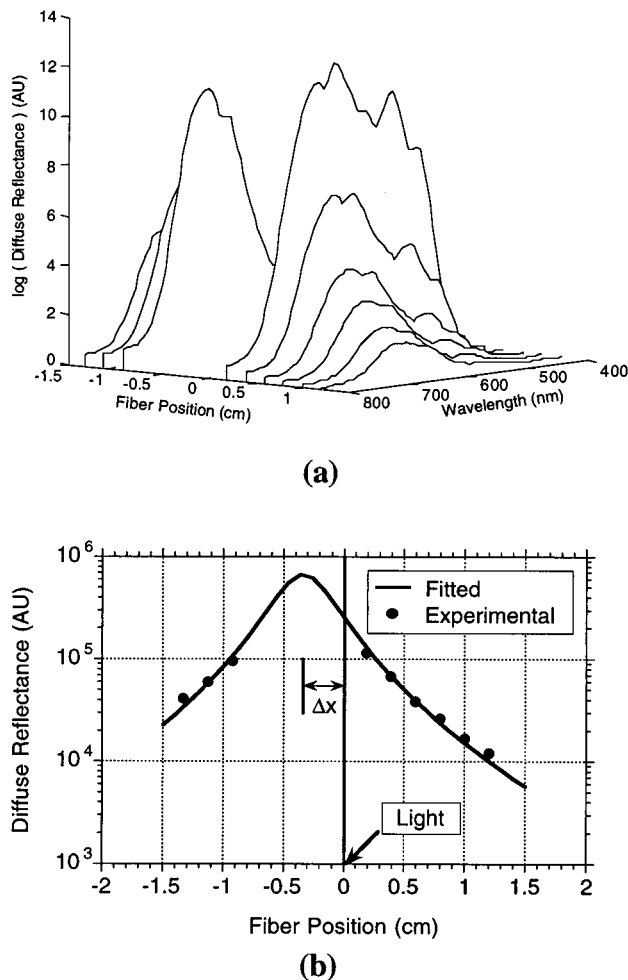 14
12
10
8
6
4
2
0
log ( Diffuse Reflectance ) (AU)
-1.5
-1
-0.5
0
0.5
1
Fiber Position (cm)
800
700
600
500
400
Wavelength (nm)
(a)
10^6
10^5
10^4
10^3
Diffuse Reflectance (AU)
Fitted
Experimental
Δx
Light
-2
-1.5
-1
-0.5
0
0.5
1
1.5
2
Fiber Position (cm)
(b)